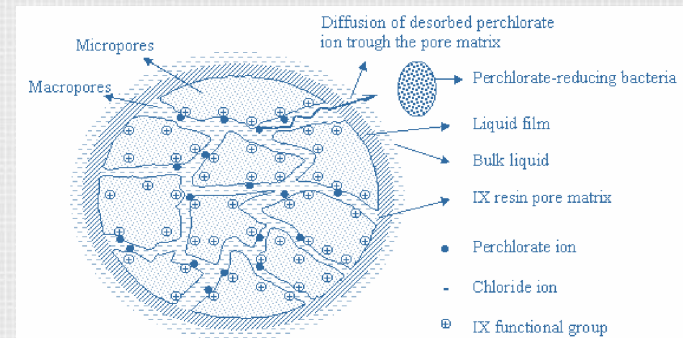 Diffusion of desorbed perchlorate
ion trough the pore matrix
Micropores
Macropores
Perchlorate-reducing bacteria
Liquid film
Bulk liquid
IX resin pore matrix
Perchlorate ion
Chloride ion
IX functional group